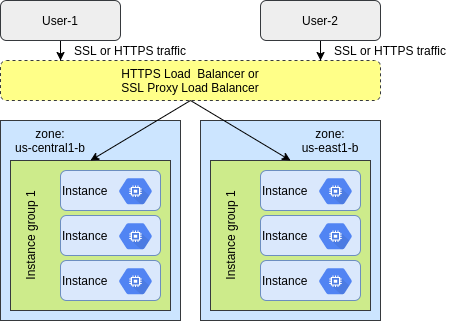 User-1
User-2
SSL or HTTPS traffic
SSL or HTTPS traffic
HTTPS Load Balancer or
SSL Proxy Load Balancer
zone:
us-central1-b
Instance group 1
Instance
Instance
Instance
zone:
us-east1-b
Instance group 1
Instance
Instance
Instance